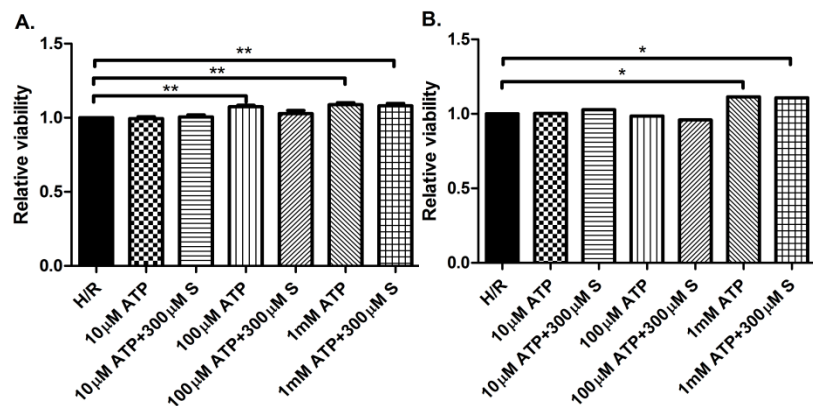 A.
Relative viability
1.5
1.0
0.5
0.0
**
**
**
H/R
10μM ATP
10μM ATP+300μM S
100μM ATP
100μM ATP+300μM S
1mM ATP
1mM ATP+300μM S
B.
Relative viability
1.5
1.0
0.5
0.0
*
*
H/R
10μM ATP
10μM ATP+300μM S
100μM ATP
100μM ATP+300μM S
1mM ATP
1mM ATP+300μM S